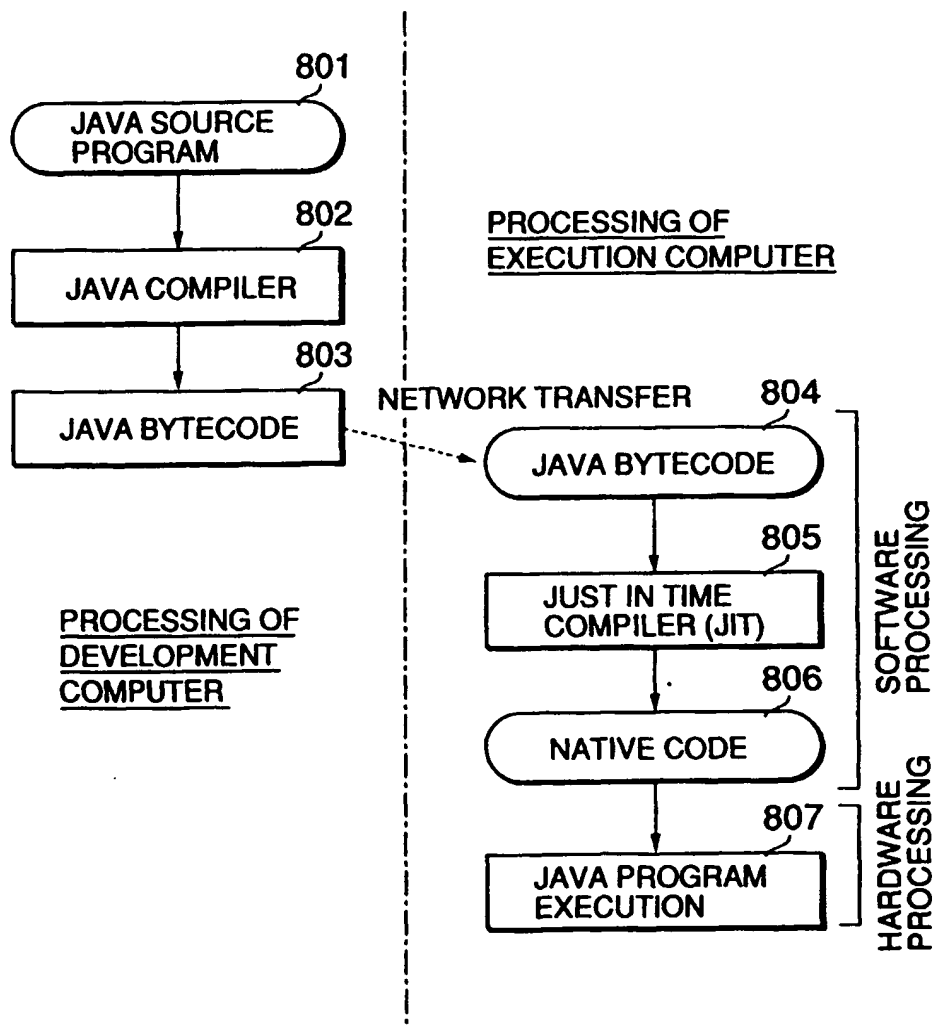 801
JAVA SOURCE
PROGRAM
802
JAVA COMPILER
803
JAVA BYTECODE
PROCESSING OF
DEVELOPMENT
COMPUTER
PROCESSING OF
EXECUTION COMPUTER
NETWORK TRANSFER
804
JAVA BYTECODE
805
JUST IN TIME
COMPILER (JIT)
806
NATIVE CODE
807
JAVA PROGRAM
EXECUTION
SOFTWARE
PROCESSING
HARDWARE
PROCESSING